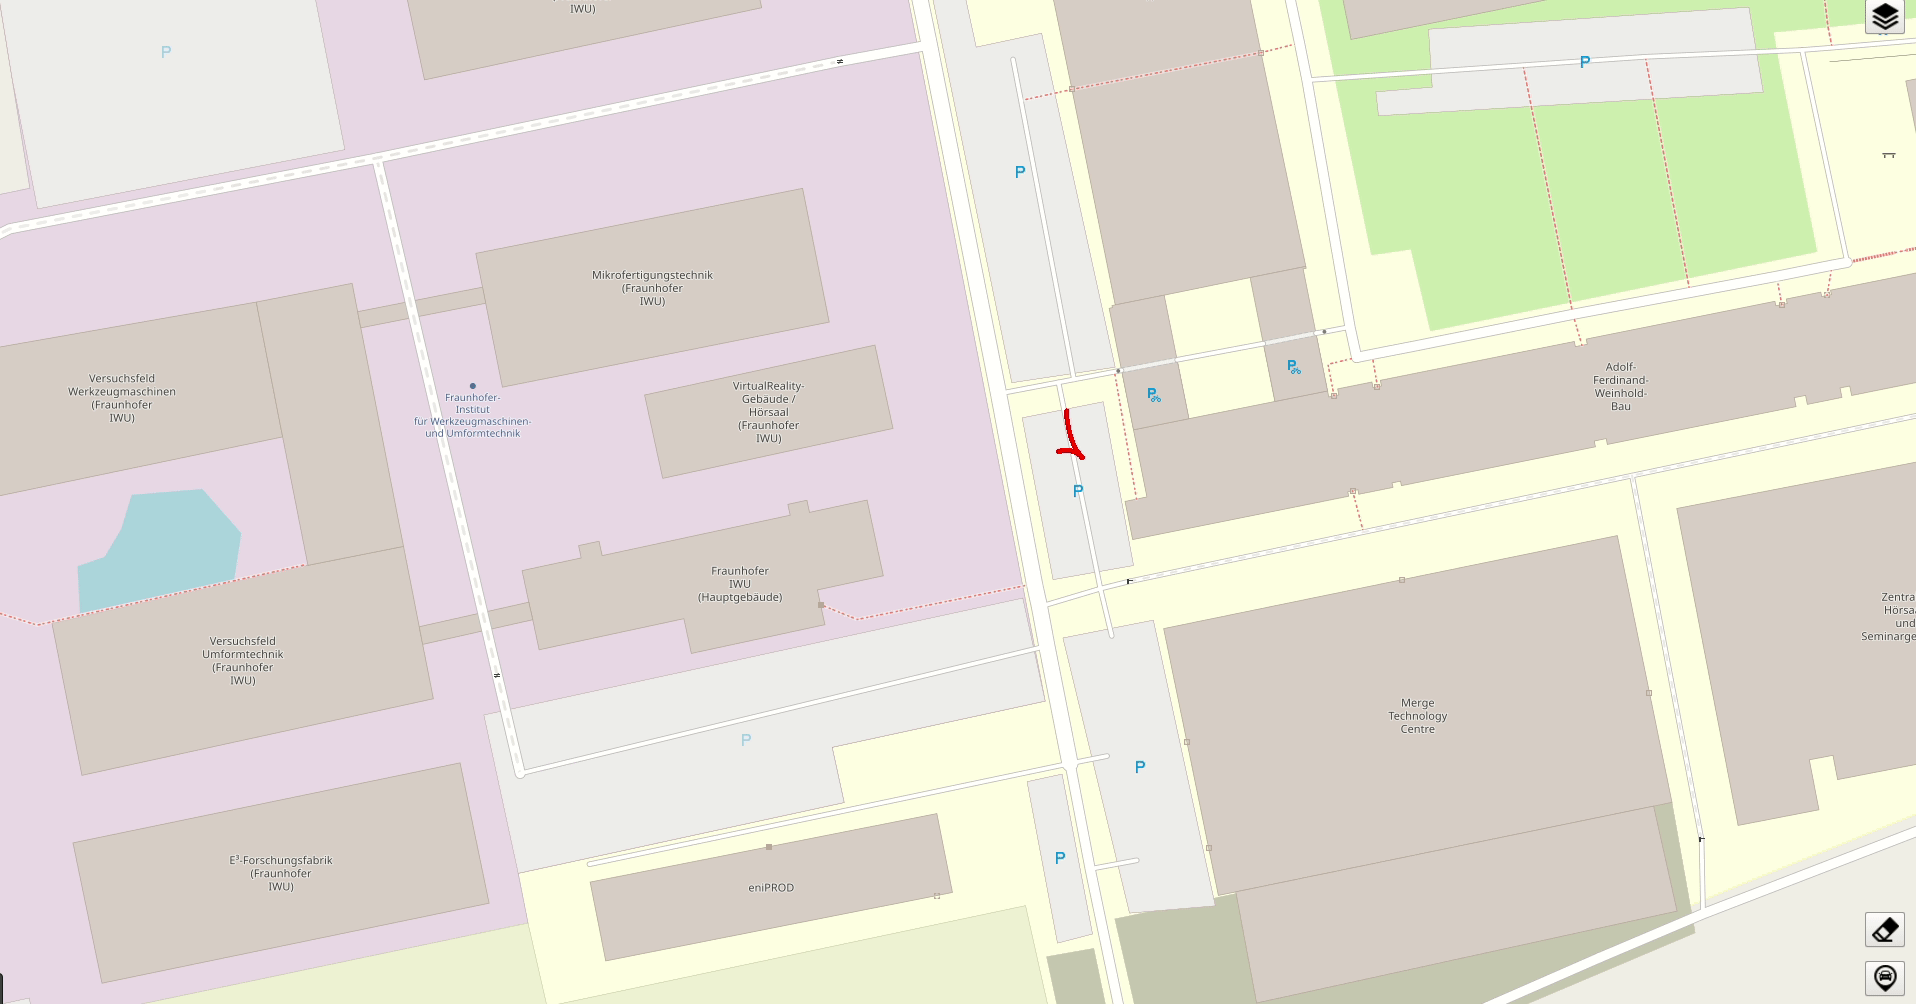 IWU)
P
P
P
Mikrofertigungstechnik
(Fraunhofer
IWU)
Versuchsfeld
Werkzeugmaschinen
(Fraunhofer
IWU)
Fraunhofer-
Institut
für Werkzeugmaschinen-
und Umformtechnik
VirtualReality-
Gebäude /
Hörsaal
(Fraunhofer
IWU)
P
P
Adolf-
Ferdinand-
Weinhold-
Bau
P
Fraunhofer
IWU
(Hauptgebäude)
Versuchsfeld
Umformtechnik
(Fraunhofer
IWU)
Zentra
Hörsa
und
Seminarge
Merge
Technology
Centre
P
P
P
E³-Forschungsfabrik
(Fraunhofer
IWU)
eniPROD